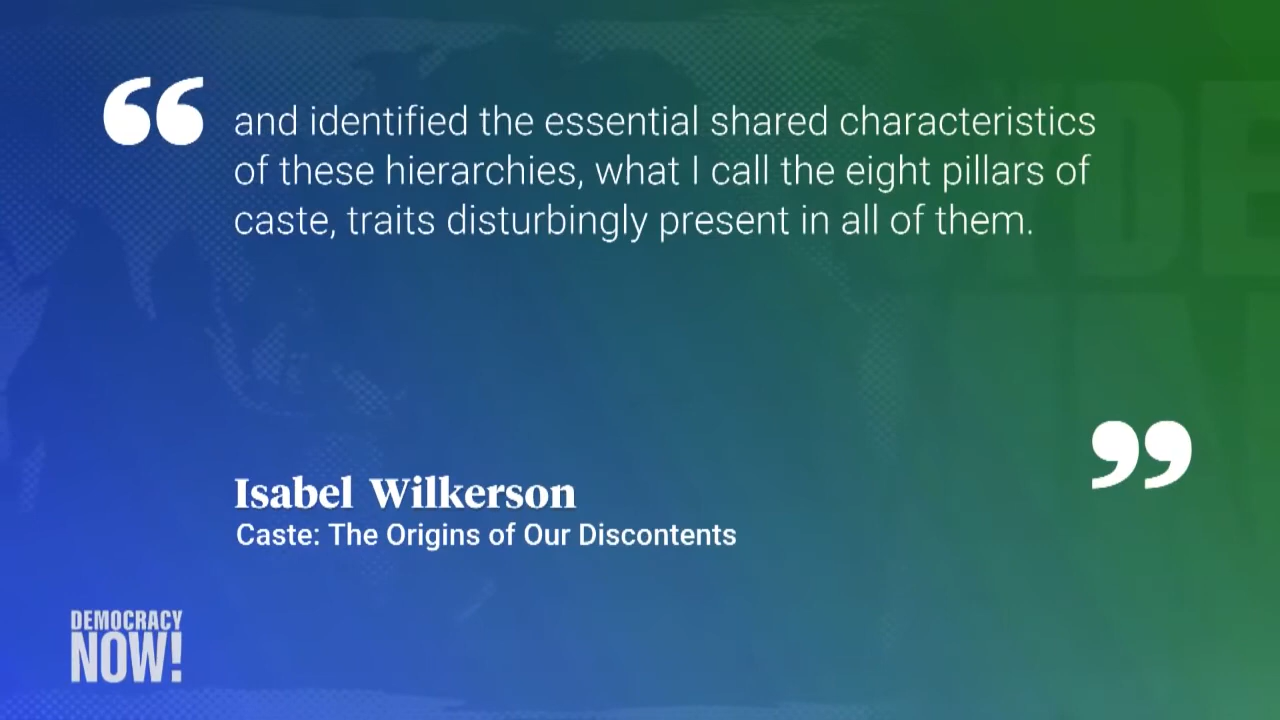 “ and identified the essential shared characteristics
of these hierarchies, what I call the eight pillars of
caste, traits disturbingly present in all of them.
”
Isabel Wilkerson
Caste: The Origins of Our Discontents
DEMOCRACY
NOW!